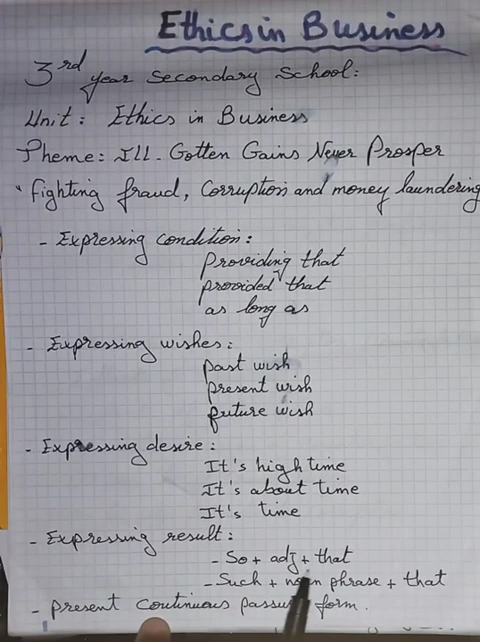 Ethics in Business
3rd year Secondary School:
Unit: Ethics in Business
Theme: Ill-Gotten Gains Never Prosper
" Fighting fraud, Corruption and money laundering
- Expressing condition:
Providing that
provided that
as long as
- Expressing wishes:
past wish
present wish
future wish
- Expressing desire:
It's high time
It's about time
It's time
- Expressing result:
- So + adj + that
- Such + noun phrase + that
- Present Continuous passive form.